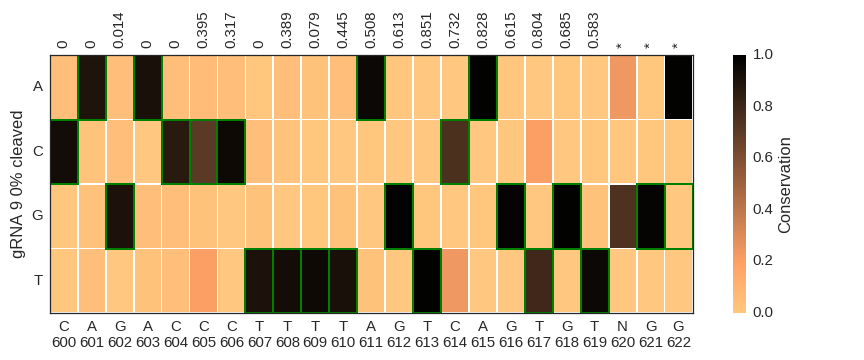 0 0 0.014 0 0 0.395 0.317 0 0.389 0.079 0.445 0.508 0.613 0.851 0.732 0.828 0.615 0.804 0.685 0.583 * * *
gRNA 9 0% cleaved
A
C
G
T
C A G A C C C T T T T A G T C A G T G T N G G
600 601 602 603 604 605 606 607 608 609 610 611 612 613 614 615 616 617 618 619 620 621 622
1.0
0.8
0.6
0.4
0.2
0.0
Conservation